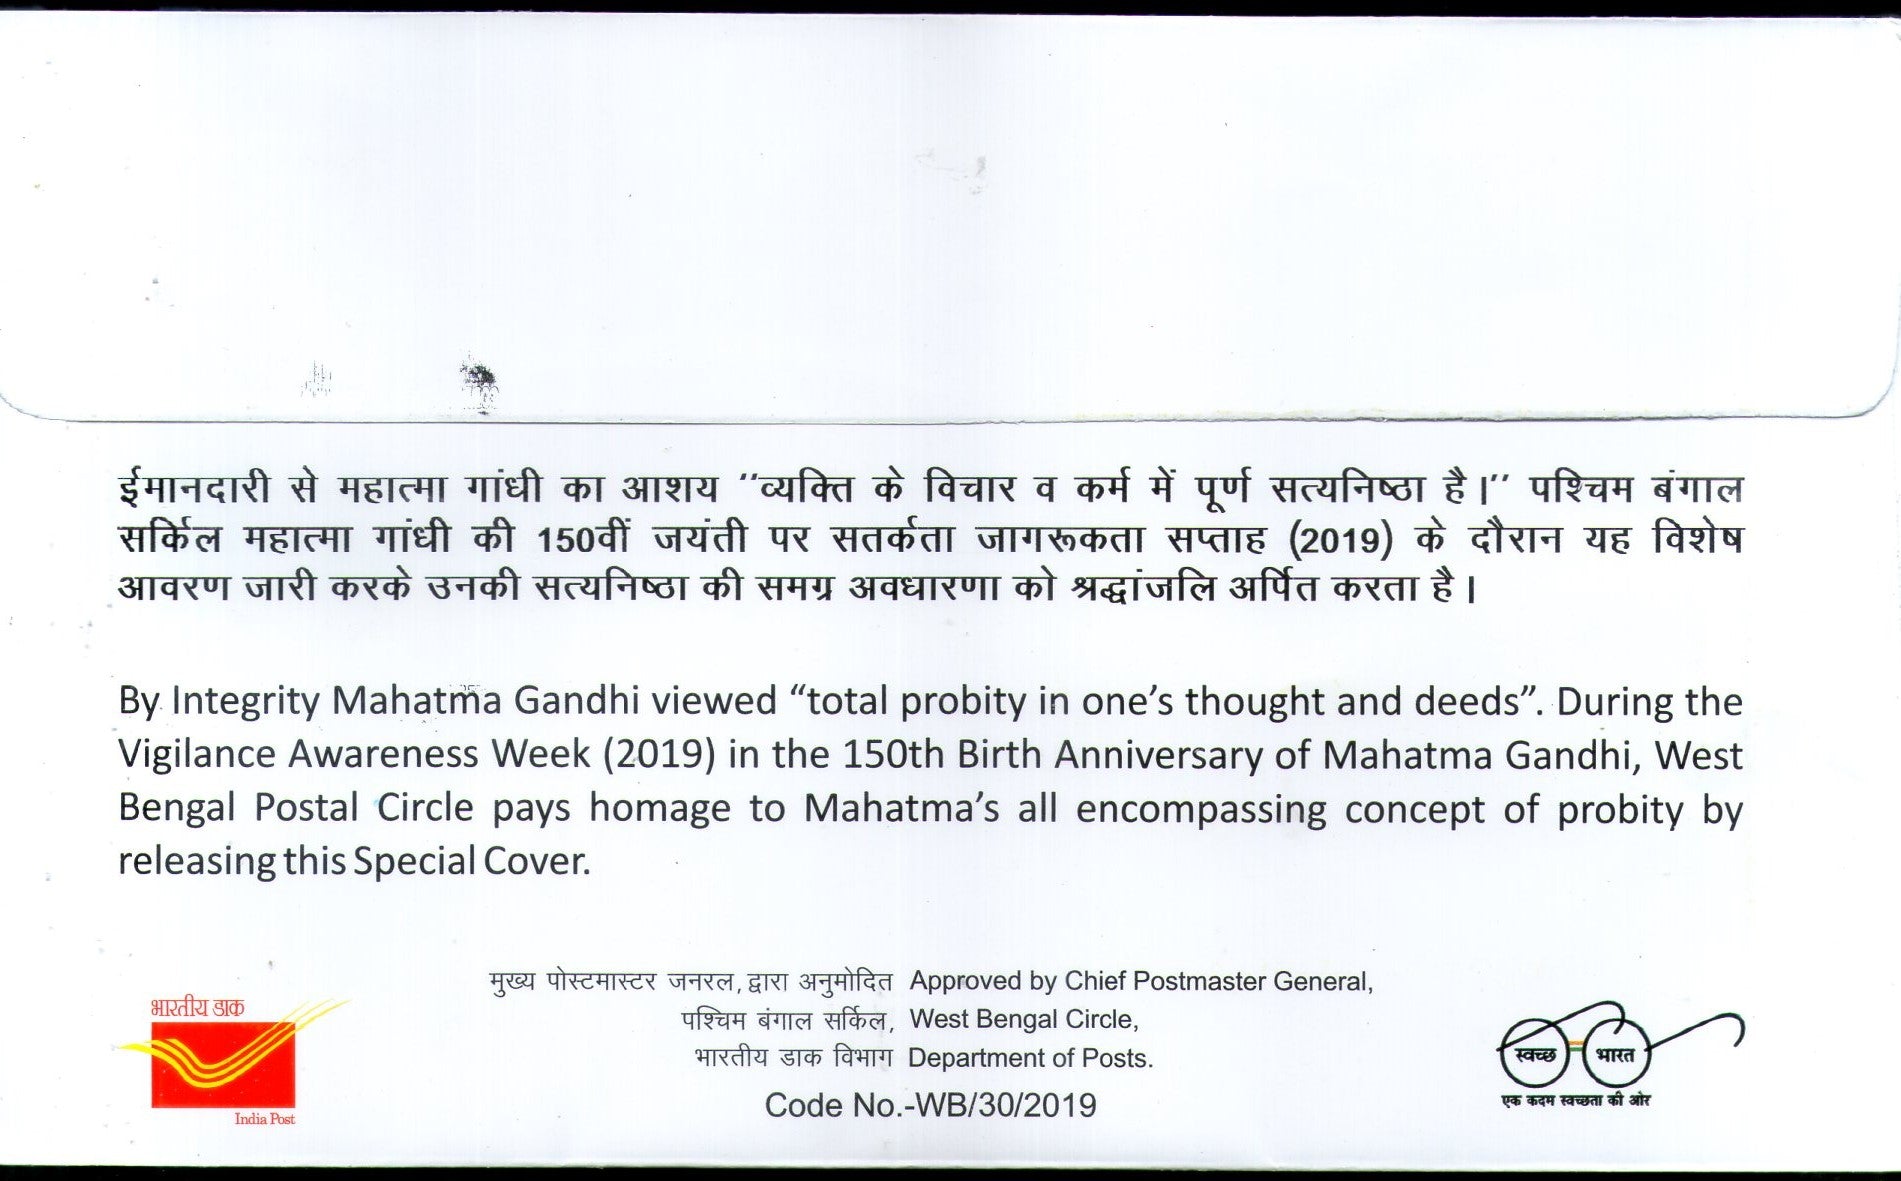 ईमानदारी से महात्मा गांधी का आशय "व्यक्ति के विचार व कर्म में पूर्ण सत्यनिष्ठा है।" पश्चिम बंगाल
सर्किल महात्मा गांधी की 150वीं जयंती पर सतर्कता जागरूकता सप्ताह (2019) के दौरान यह विशेष
आवरण जारी करके उनकी सत्यनिष्ठा की समग्र अवधारणा को श्रद्धांजलि अर्पित करता है।
By Integrity Mahatma Gandhi viewed “total probity in one’s thought and deeds”. During the
Vigilance Awareness Week (2019) in the 150th Birth Anniversary of Mahatma Gandhi, West
Bengal Postal Circle pays homage to Mahatma’s all encompassing concept of probity by
releasing this Special Cover.
मुख्य पोस्टमास्टर जनरल, द्वारा अनुमोदित Approved by Chief Postmaster General,
पश्चिम बंगाल सर्किल, West Bengal Circle,
भारतीय डाक विभाग Department of Posts.
Code No.-WB/30/2019
भारतीय डाक
India Post
स्वच्छ भारत
एक कदम स्वच्छता की ओर